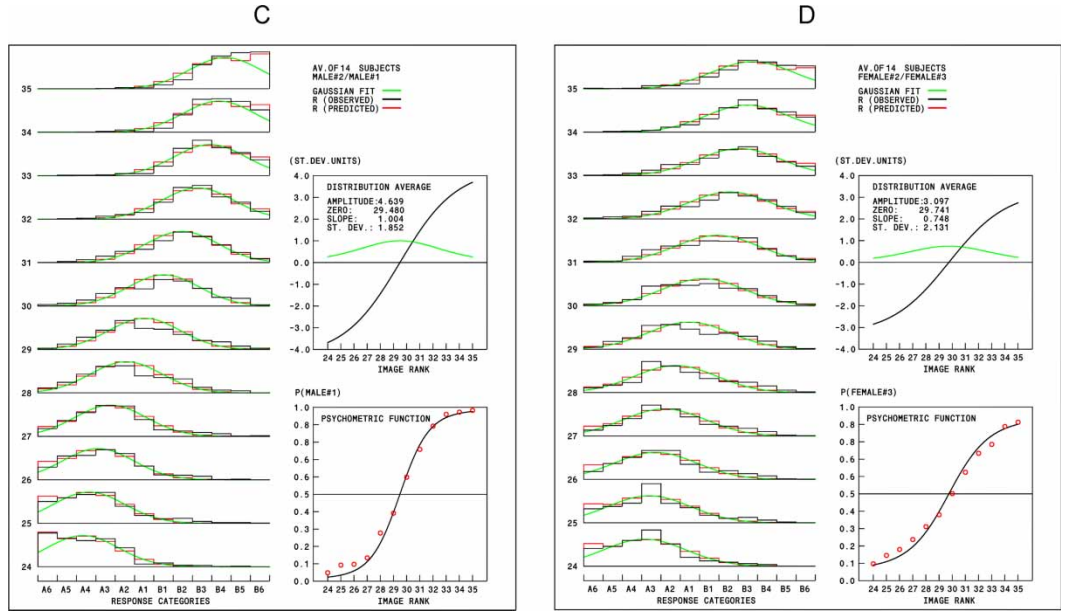 C
AV.OF14 SUBJECTS
MALE#2/MALE#1
GAUSSIAN FIT
R (OBSERVED)
R (PREDICTED)
35
34
33
32
31
30
29
28
27
26
25
24
A6 A5 A4 A3 A2 A1 B1 B2 B3 B4 B5 B6
RESPONSE CATEGORIES
(ST.DEV.UNITS)
DISTRIBUTION AVERAGE
AMPLITUDE:4.639
ZERO: 29.480
SLOPE: 1.004
ST. DEV.: 1.852
4.0
3.0
2.0
1.0
0.0
-1.0
-2.0
-3.0
-4.0
24 25 26 27 28 29 30 31 32 33 34 35
IMAGE RANK
P(MALE#1)
PSYCHOMETRIC FUNCTION
1.0
0.9
0.8
0.7
0.6
0.5
0.4
0.3
0.2
0.1
0.0
24 25 26 27 28 29 30 31 32 33 34 35
IMAGE RANK
D
AV.OF14 SUBJECTS
FEMALE#2/FEMALE#3
GAUSSIAN FIT
R (OBSERVED)
R (PREDICTED)
35
34
33
32
31
30
29
28
27
26
25
24
A6 A5 A4 A3 A2 A1 B1 B2 B3 B4 B5 B6
RESPONSE CATEGORIES
(ST.DEV.UNITS)
DISTRIBUTION AVERAGE
AMPLITUDE:3.097
ZERO: 29.741
SLOPE: 0.748
ST. DEV.: 2.131
4.0
3.0
2.0
1.0
0.0
-1.0
-2.0
-3.0
-4.0
24 25 26 27 28 29 30 31 32 33 34 35
IMAGE RANK
P(FEMALE#3)
PSYCHOMETRIC FUNCTION
1.0
0.9
0.8
0.7
0.6
0.5
0.4
0.3
0.2
0.1
0.0
24 25 26 27 28 29 30 31 32 33 34 35
IMAGE RANK